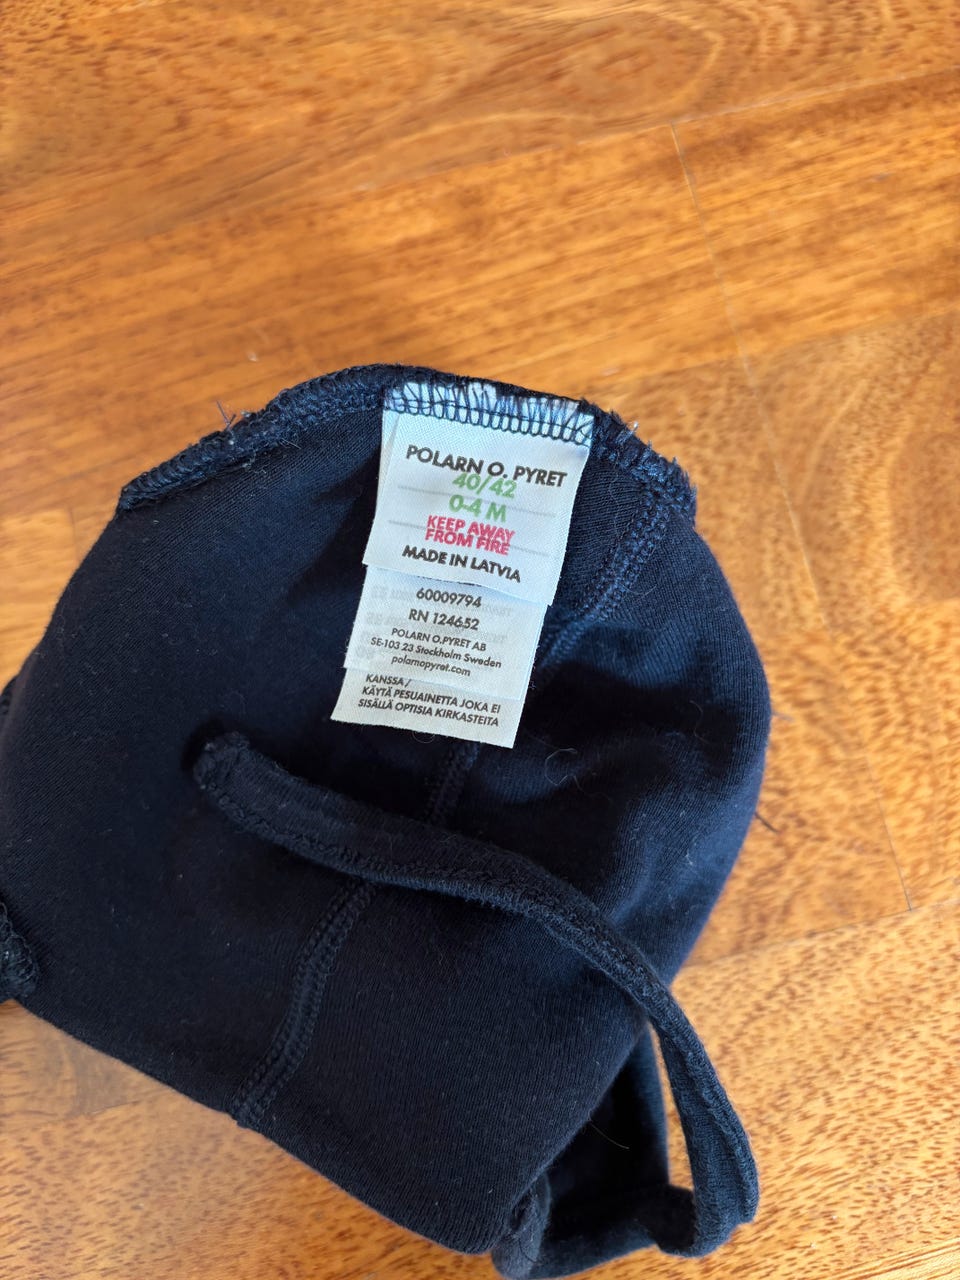 POLARN O. PYRET
40/42
0-4 M
KEEP AWAY
FROM FIRE
MADE IN LATVIA
60009794
RN 124652
POLARN O.PYRET AB
SE-103 23 Stockholm Sweden
polarnopyret.com
KANSSA /
KÄYTÄ PESUAINETTA JOKA EI
SISÄLLÄ OPTISIA KIRKASTEITA